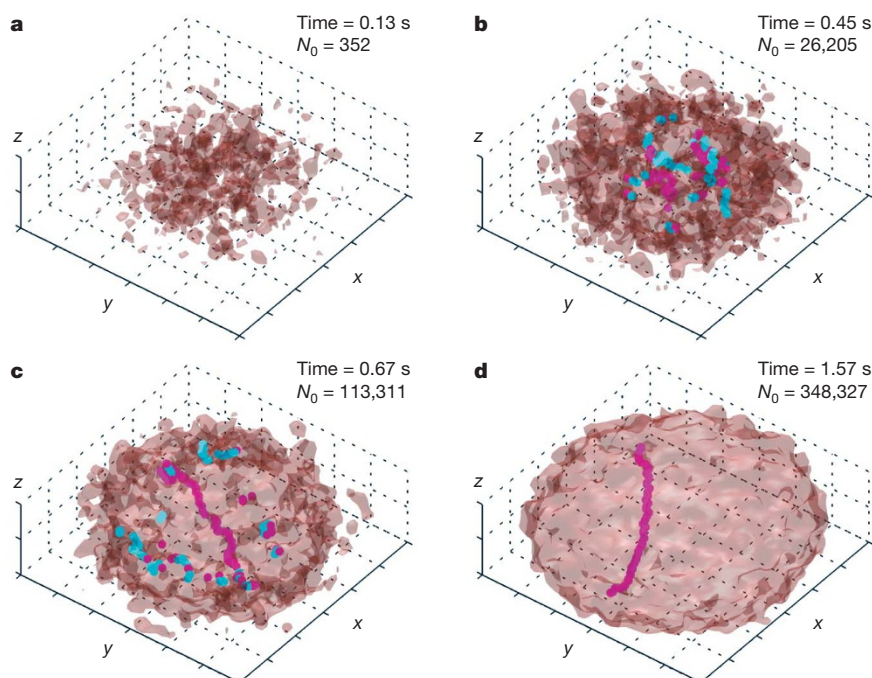 a
Time = 0.13 s
N₀ = 352
z
y
x
b
Time = 0.45 s
N₀ = 26,205
z
y
x
c
Time = 0.67 s
N₀ = 113,311
z
y
x
d
Time = 1.57 s
N₀ = 348,327
z
y
x